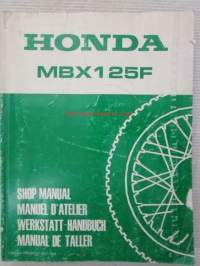 HONDA
MBX125F
SHOP MANUAL
MANUEL D'ATELIER
WERKSTATT-HANDBUCH
MANUAL DE TALLER